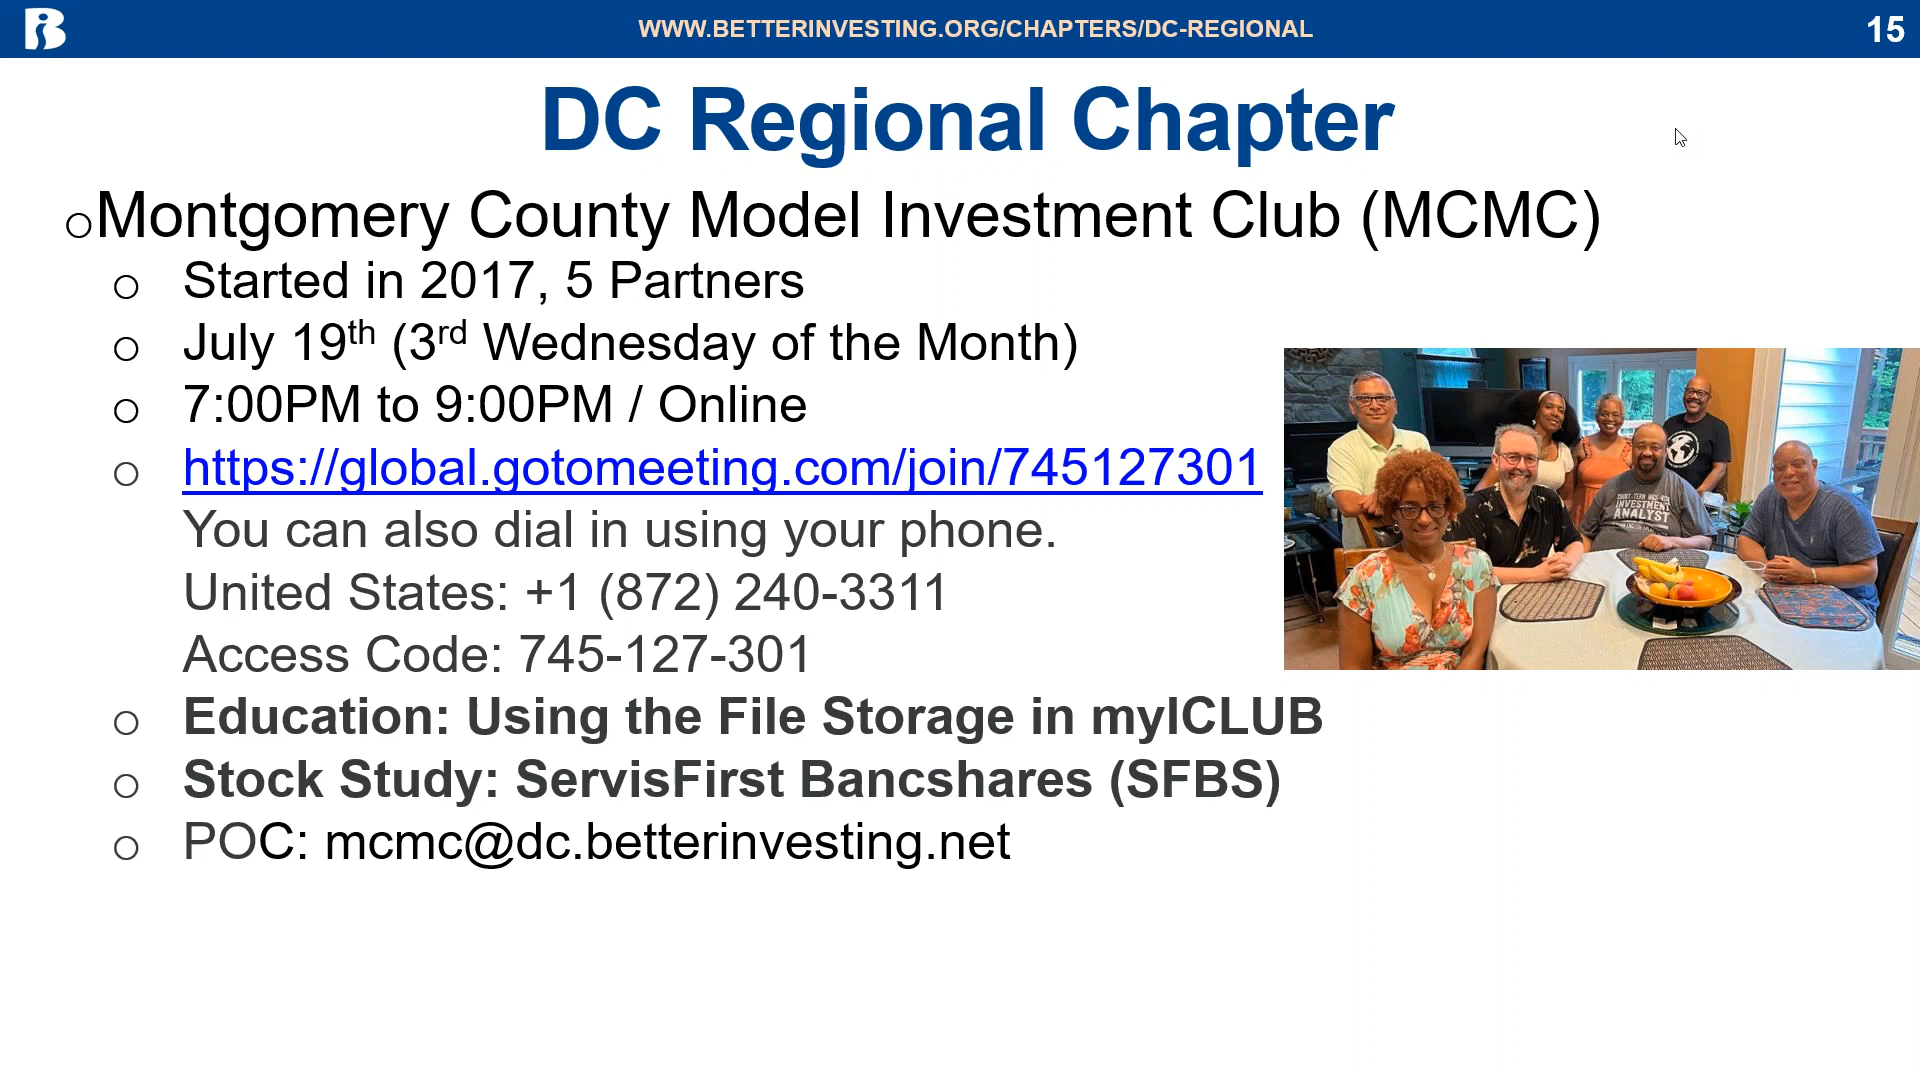 B
WWW.BETTERINVESTING.ORG/CHAPTERS/DC-REGIONAL
15
DC Regional Chapter
Montgomery County Model Investment Club (MCMC)
Started in 2017, 5 Partners
July 19th (3rd Wednesday of the Month)
7:00PM to 9:00PM / Online
https://global.gotomeeting.com/join/745127301
You can also dial in using your phone.
United States: +1 (872) 240-3311
Access Code: 745-127-301
Education: Using the File Storage in myICLUB
Stock Study: ServisFirst Bancshares (SFBS)
POC: mcmc@dc.betterinvesting.net
INVESTMENT
ANALYST